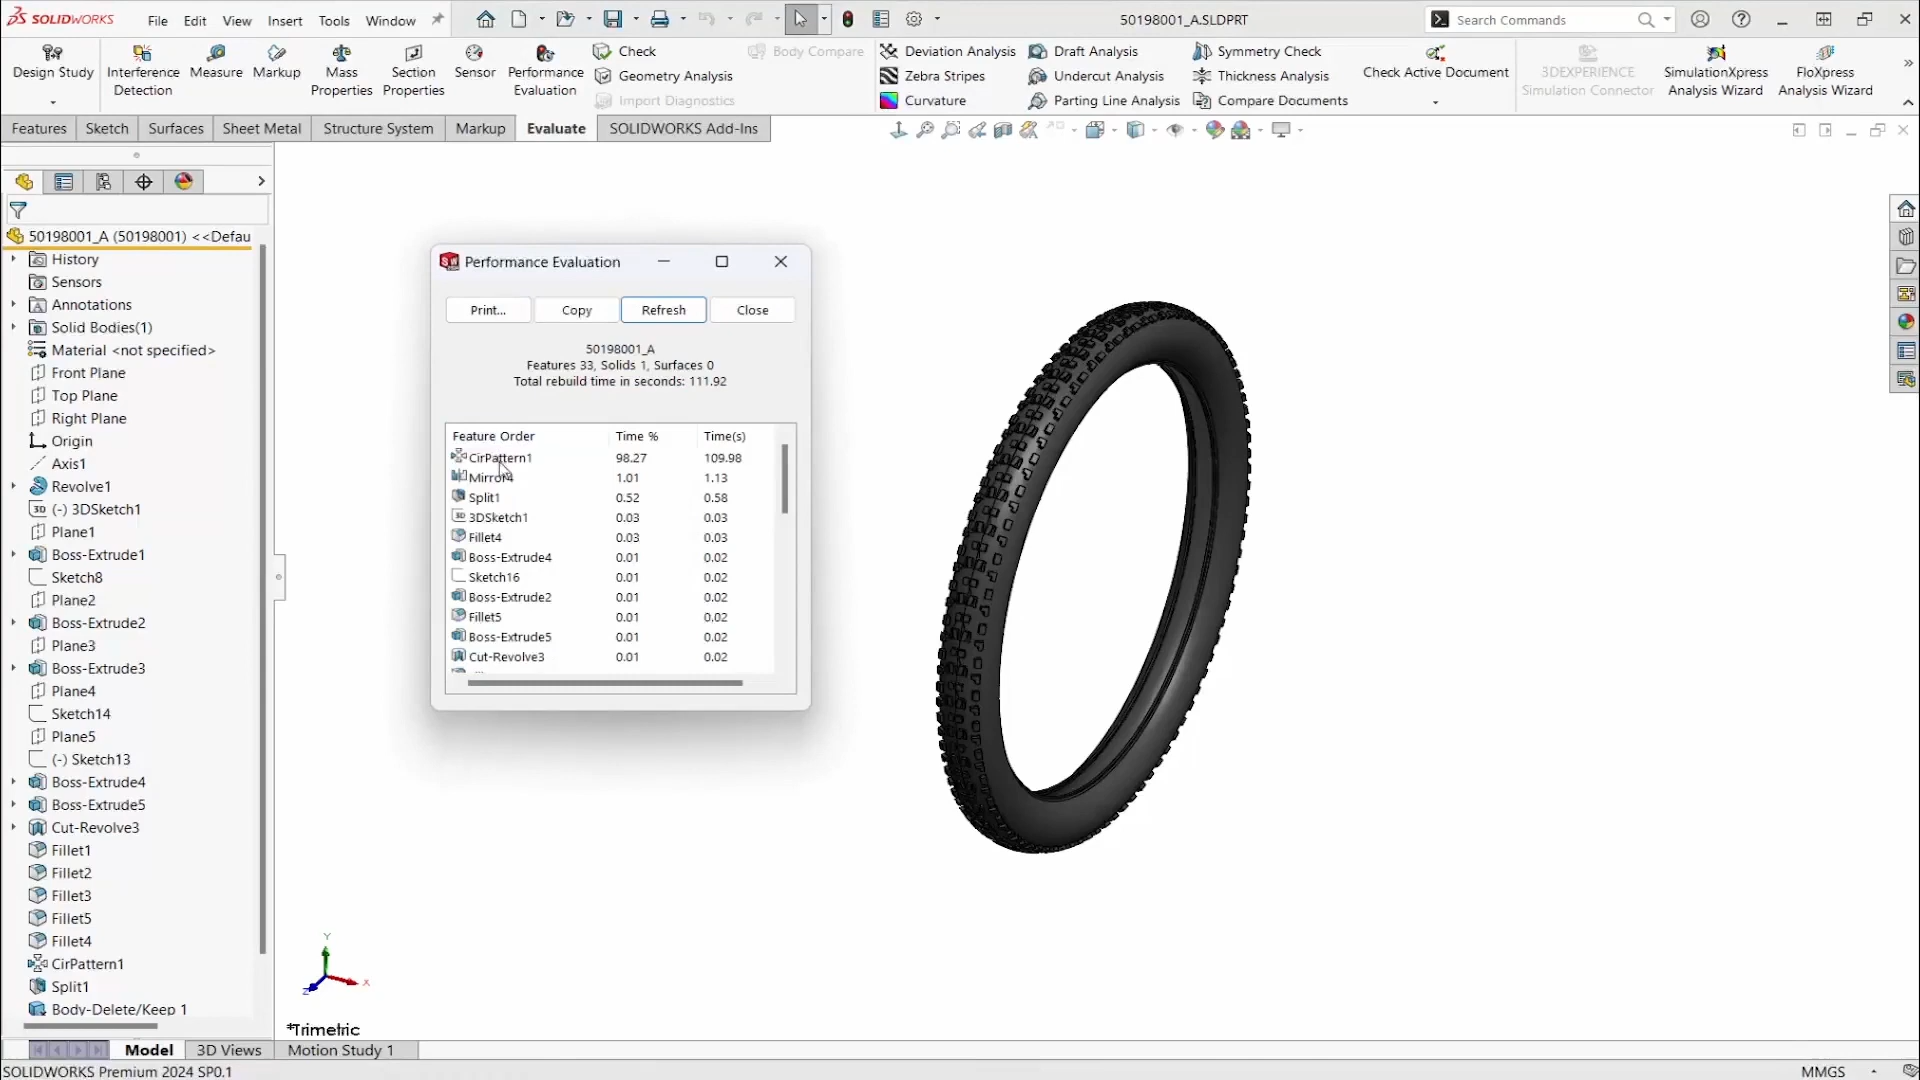 SOLIDWORKS File Edit View Insert Tools Window 50198001_A.SLDPRT Search Commands
Design Study
Interference Detection
Measure
Markup
Mass Properties
Section Properties
Sensor
Performance Evaluation
Check
Geometry Analysis
Import Diagnostics
Body Compare
Deviation Analysis
Zebra Stripes
Curvature
Draft Analysis
Undercut Analysis
Parting Line Analysis
Symmetry Check
Thickness Analysis
Compare Documents
Check Active Document
3DEXPERIENCE Simulation Connector
SimulationXpress Analysis Wizard
FloXpress Analysis Wizard
Features Sketch Surfaces Sheet Metal Structure System Markup Evaluate SOLIDWORKS Add-Ins
50198001_A (50198001) <<Defau
History
Sensors
Annotations
Solid Bodies(1)
Material <not specified>
Front Plane
Top Plane
Right Plane
Origin
Axis1
Revolve1
(-) 3DSketch1
Plane1
Boss-Extrude1
Sketch8
Plane2
Boss-Extrude2
Plane3
Boss-Extrude3
Plane4
Sketch14
Plane5
(-) Sketch13
Boss-Extrude4
Boss-Extrude5
Cut-Revolve3
Fillet1
Fillet2
Fillet3
Fillet5
Fillet4
CirPattern1
Split1
Body-Delete/Keep 1
Performance Evaluation
Print... Copy Refresh Close
50198001_A
Features 33, Solids 1, Surfaces 0
Total rebuild time in seconds: 111.92
Feature Order Time % Time(s)
CirPattern1 98.27 109.98
Mirror4 1.01 1.13
Split1 0.52 0.58
3DSketch1 0.03 0.03
Fillet4 0.03 0.03
Boss-Extrude4 0.01 0.02
Sketch16 0.01 0.02
Boss-Extrude2 0.01 0.02
Fillet5 0.01 0.02
Boss-Extrude5 0.01 0.02
Cut-Revolve3 0.01 0.02
Y
X
Z
*Trimetric
Model 3D Views Motion Study 1
SOLIDWORKS Premium 2024 SP0.1 MMGS